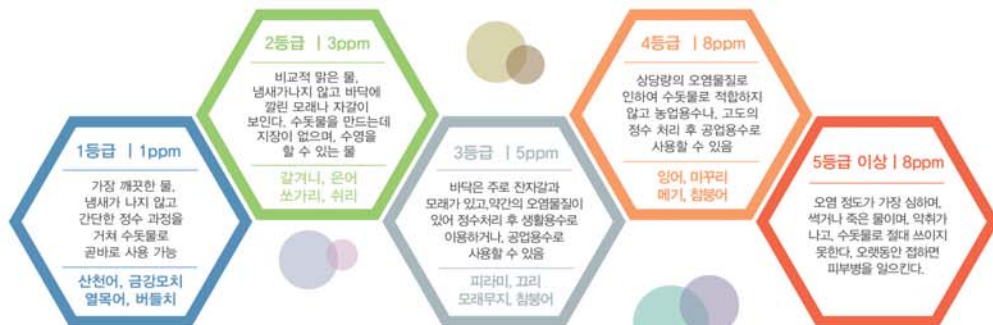 1등급 | 1ppm
가장 깨끗한 물,
냄새가 나지 않고
간단한 정수 과정을
거쳐 수돗물로
곧바로 사용 가능
산천어, 금강모치
열목어, 버들치
2등급 | 3ppm
비교적 맑은 물,
냄새가나지 않고 바닥에
깔린 모래나 자갈이
보인다. 수돗물을 만드는데
지장이 없으며, 수영을
할 수 있는 물
갈겨니, 은어
쏘가리, 쉬리
3등급 | 5ppm
바닥은 주로 잔자갈과
모래가 있고,약간의 오염물질이
있어 정수처리 후 생활용수로
이용하거나, 공업용수로
사용할 수 있음
피라미, 끄리
모래무지, 참붕어
4등급 | 8ppm
상당량의 오염물질로
인하여 수돗물로 적합하지
않고 농업용수나, 고도의
정수 처리 후 공업용수로
사용할 수 있음
잉어, 미꾸리
메기, 참붕어
5등급 이상 | 8ppm
오염 정도가 가장 심하며,
썩거나 죽은 물이며, 악취가
나고, 수돗물로 절대 쓰이지
못한다. 오랫동안 접하면
피부병을 일으킨다.